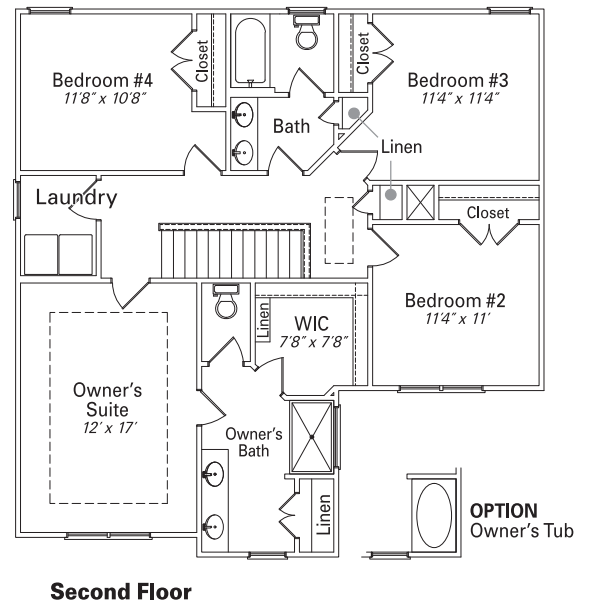 Closet
Closet
Bedroom #4
11'8" x 10'8"
Bedroom #3
11'4" x 11'4"
Bath
Linen
Laundry
Closet
Bedroom #2
11'4" x 11'
Linen
WIC
7'8" x 7'8"
Owner's
Suite
12' x 17'
Owner's
Bath
Linen
OPTION
Owner's Tub
Second Floor